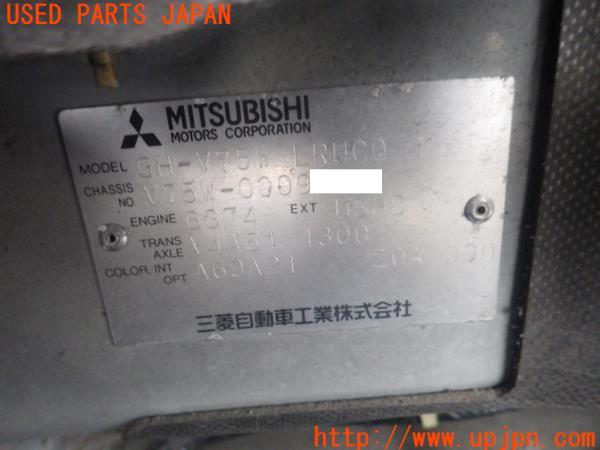 USED PARTS JAPAN
MITSUBISHI
MOTORS CORPORATION
MODEL GH-V75W LRUCQ
CHASSIS NO. V75W-0009
ENGINE 6G74 EXT
TRANS AXLE V4A51 4300
COLOR, INT OPT A69A21
三菱自動車工業株式会社
http://www.upjpn.com